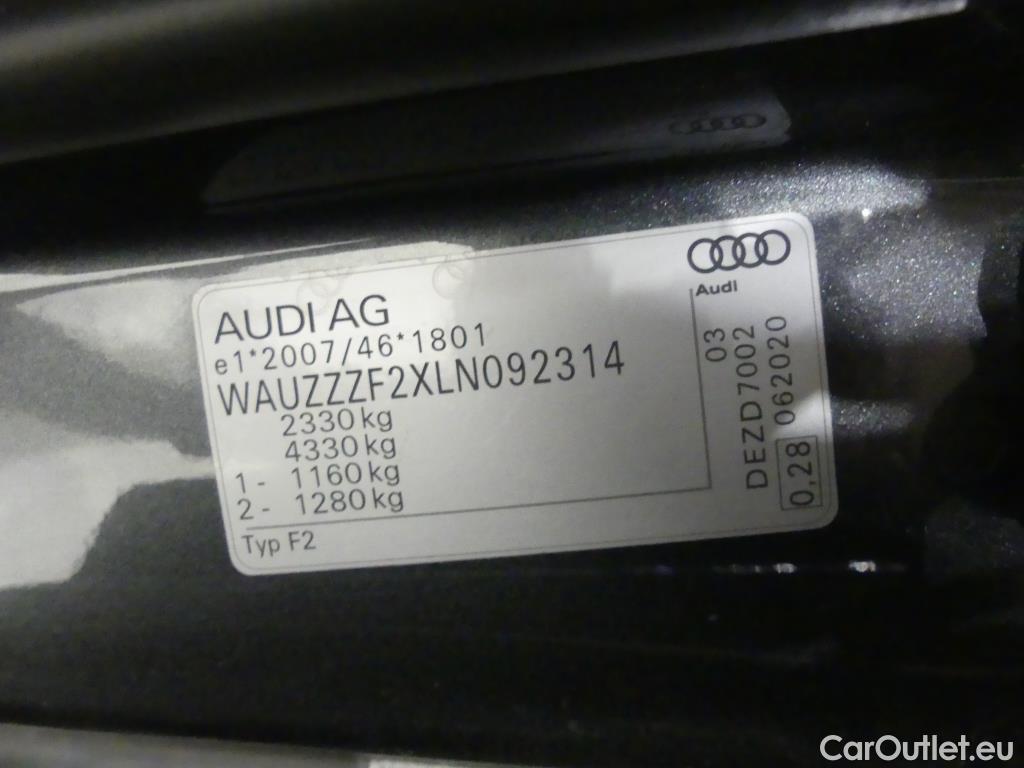 AUDI AG
e1*2007/46*1801
WAUZZZF2XLN092314
2330 kg
4330 kg
1 - 1160 kg
2 - 1280 kg
Typ F2
Audi
03
DEZD7002
062020
0,28
CarOutlet.eu